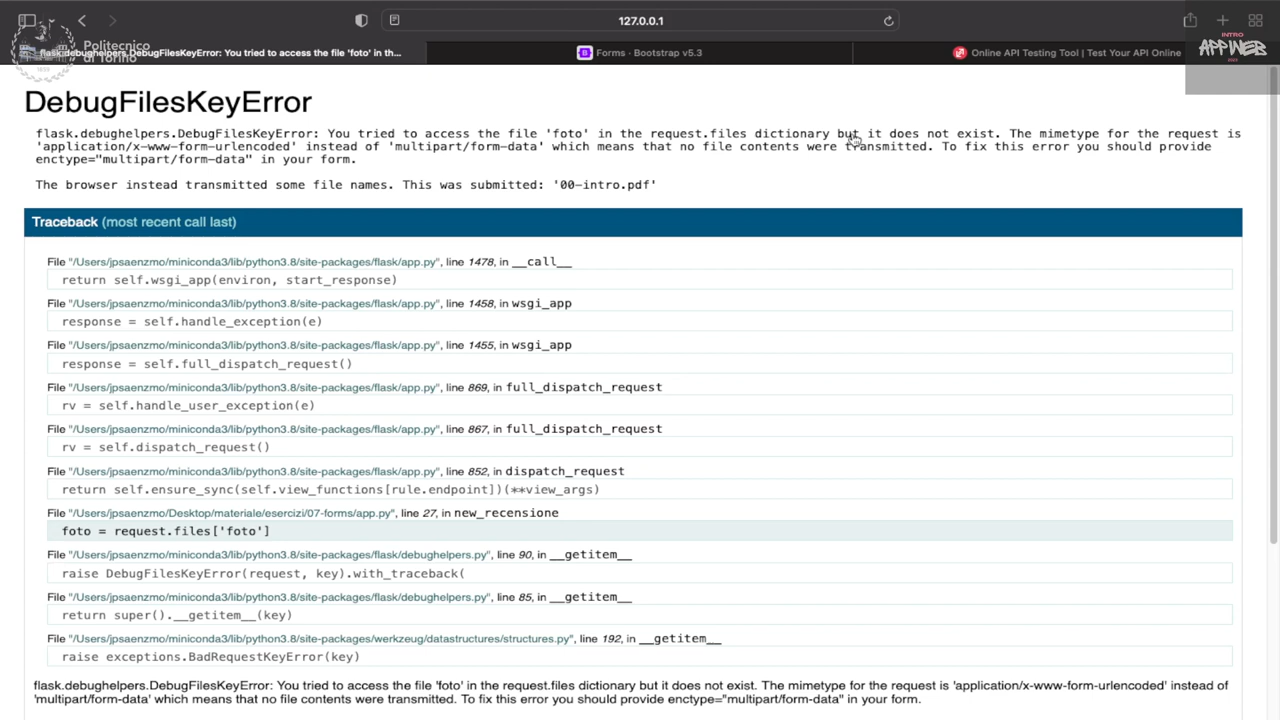 127.0.0.1
Politecnico
di Torino
flask.debughelpers.DebugFilesKeyError: You tried to access the file 'foto' in th...
Forms - Bootstrap v5.3
Online API Testing Tool | Test Your API Online
INTRO
APPWEB
DebugFilesKeyError
flask.debughelpers.DebugFilesKeyError: You tried to access the file 'foto' in the request.files dictionary but it does not exist. The mimetype for the request is
'application/x-www-form-urlencoded' instead of 'multipart/form-data' which means that no file contents were transmitted. To fix this error you should provide
enctype="multipart/form-data" in your form.
The browser instead transmitted some file names. This was submitted: '00-intro.pdf'
Traceback (most recent call last)
File "/Users/jpsaenzmo/miniconda3/lib/python3.8/site-packages/flask/app.py", line 1478, in __call__
return self.wsgi_app(environ, start_response)
File "/Users/jpsaenzmo/miniconda3/lib/python3.8/site-packages/flask/app.py", line 1458, in wsgi_app
response = self.handle_exception(e)
File "/Users/jpsaenzmo/miniconda3/lib/python3.8/site-packages/flask/app.py", line 1455, in wsgi_app
response = self.full_dispatch_request()
File "/Users/jpsaenzmo/miniconda3/lib/python3.8/site-packages/flask/app.py", line 869, in full_dispatch_request
rv = self.handle_user_exception(e)
File "/Users/jpsaenzmo/miniconda3/lib/python3.8/site-packages/flask/app.py", line 867, in full_dispatch_request
rv = self.dispatch_request()
File "/Users/jpsaenzmo/miniconda3/lib/python3.8/site-packages/flask/app.py", line 852, in dispatch_request
return self.ensure_sync(self.view_functions[rule.endpoint])(**view_args)
File "/Users/jpsaenzmo/Desktop/materiale/esercizi/07-forms/app.py", line 27, in new_recensione
foto = request.files['foto']
File "/Users/jpsaenzmo/miniconda3/lib/python3.8/site-packages/flask/debughelpers.py", line 90, in __getitem__
raise DebugFilesKeyError(request, key).with_traceback(
File "/Users/jpsaenzmo/miniconda3/lib/python3.8/site-packages/flask/debughelpers.py", line 85, in __getitem__
return super().__getitem__(key)
File "/Users/jpsaenzmo/miniconda3/lib/python3.8/site-packages/werkzeug/datastructures/structures.py", line 192, in __getitem__
raise exceptions.BadRequestKeyError(key)
flask.debughelpers.DebugFilesKeyError: You tried to access the file 'foto' in the request.files dictionary but it does not exist. The mimetype for the request is 'application/x-www-form-urlencoded' instead of
'multipart/form-data' which means that no file contents were transmitted. To fix this error you should provide enctype="multipart/form-data" in your form.